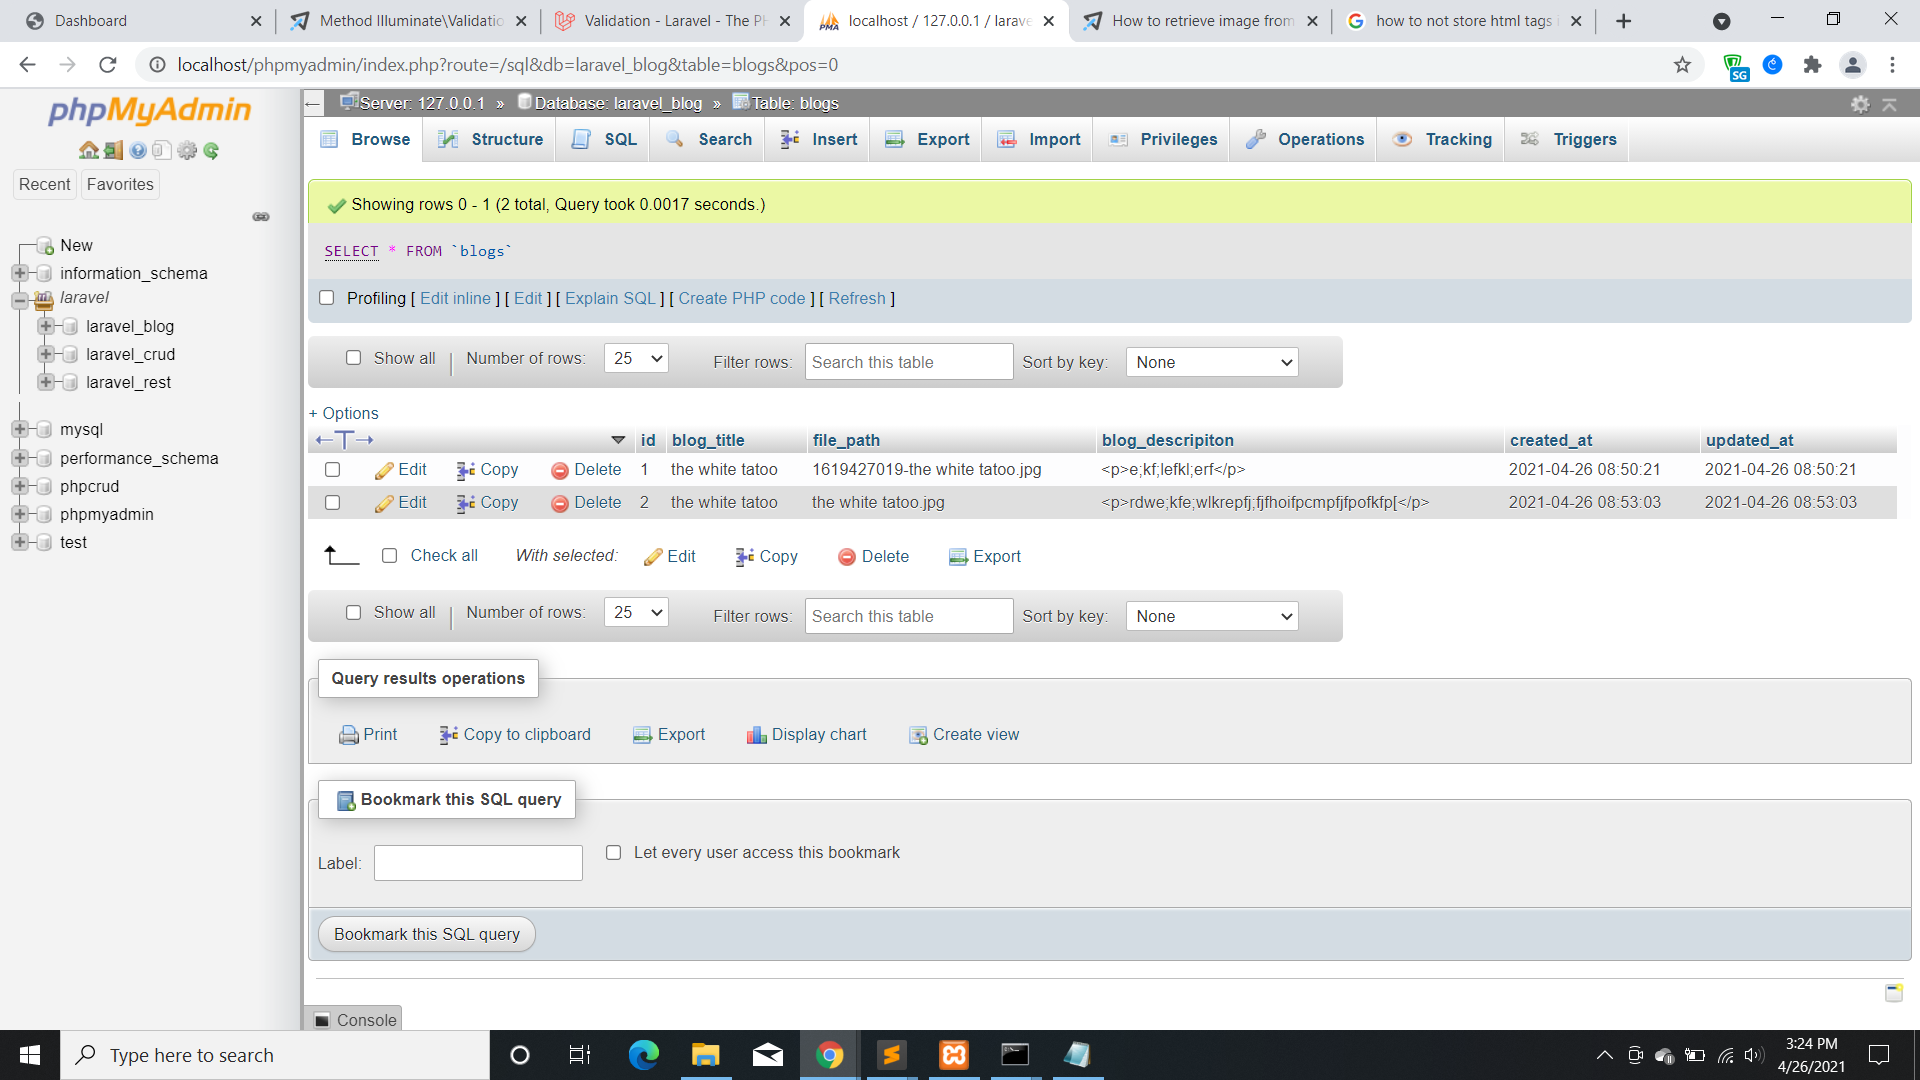 Dashboard
Method Illuminate\Validatio
Validation - Laravel - The PH
localhost / 127.0.0.1 / larave
How to retrieve image from
how to not store html tags i
localhost/phpmyadmin/index.php?route=/sql&db=laravel_blog&table=blogs&pos=0
SG
phpMyAdmin
Recent
Favorites
New
information_schema
laravel
laravel_blog
laravel_crud
laravel_rest
mysql
performance_schema
phpcrud
phpmyadmin
test
Server: 127.0.0.1 » Database: laravel_blog » Table: blogs
Browse Structure SQL Search Insert Export Import Privileges Operations Tracking Triggers
Showing rows 0 - 1 (2 total, Query took 0.0017 seconds.)
SELECT * FROM `blogs`
Profiling [ Edit inline ] [ Edit ] [ Explain SQL ] [ Create PHP code ] [ Refresh ]
Show all | Number of rows: 25 Filter rows: Search this table Sort by key: None
+ Options
id blog_title file_path blog_descripiton created_at updated_at
Edit Copy Delete 1 the white tatoo 1619427019-the white tatoo.jpg <p>e;kf;lefkl;erf</p> 2021-04-26 08:50:21 2021-04-26 08:50:21
Edit Copy Delete 2 the white tatoo the white tatoo.jpg <p>rdwe;kfe;wlkrepfj;fjfhoifpcmpfjfpofkfp[</p> 2021-04-26 08:53:03 2021-04-26 08:53:03
Check all With selected: Edit Copy Delete Export
Show all | Number of rows: 25 Filter rows: Search this table Sort by key: None
Query results operations
Print Copy to clipboard Export Display chart Create view
Bookmark this SQL query
Label: Let every user access this bookmark
Bookmark this SQL query
Console
Type here to search
3:24 PM
4/26/2021